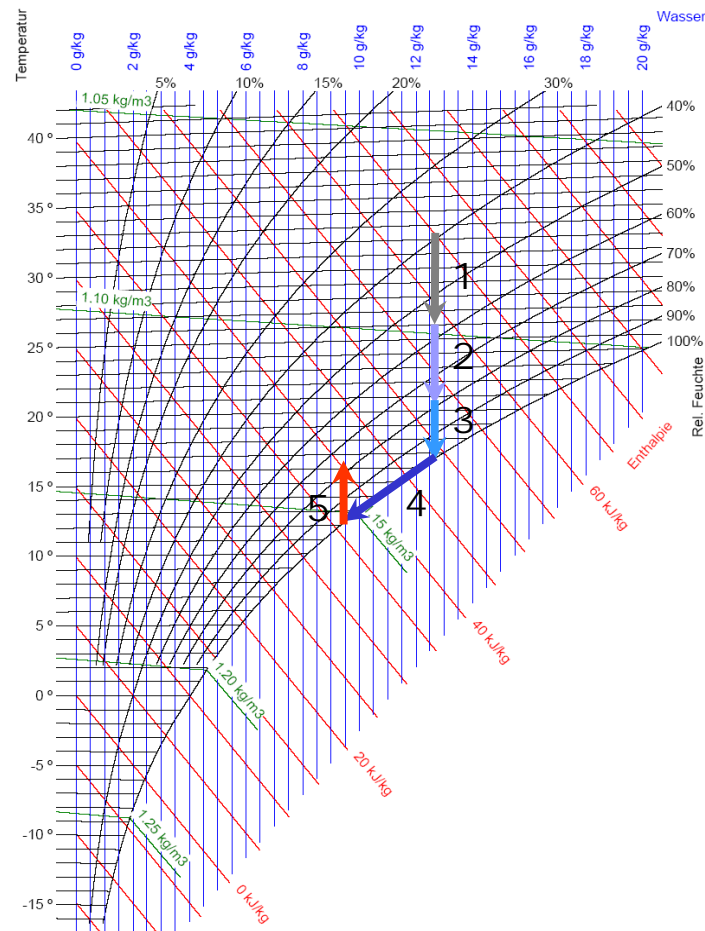 Temperatur
Wasser
0 g/kg
2 g/kg
4 g/kg
6 g/kg
8 g/kg
10 g/kg
12 g/kg
14 g/kg
16 g/kg
18 g/kg
20 g/kg
5%
10%
15%
20%
30%
40%
50%
60%
70%
80%
90%
100%
Rel. Feuchte
40 º
35 º
30 º
25 º
20 º
15 º
10 º
5 º
0 º
-5 º
-10 º
-15 º
1.05 kg/m3
1.10 kg/m3
15 kg/m3
1.20 kg/m3
1.25 kg/m3
1
2
3
4
5
Enthalpie
60 kJ/kg
40 kJ/kg
20 kJ/kg
0 kJ/kg